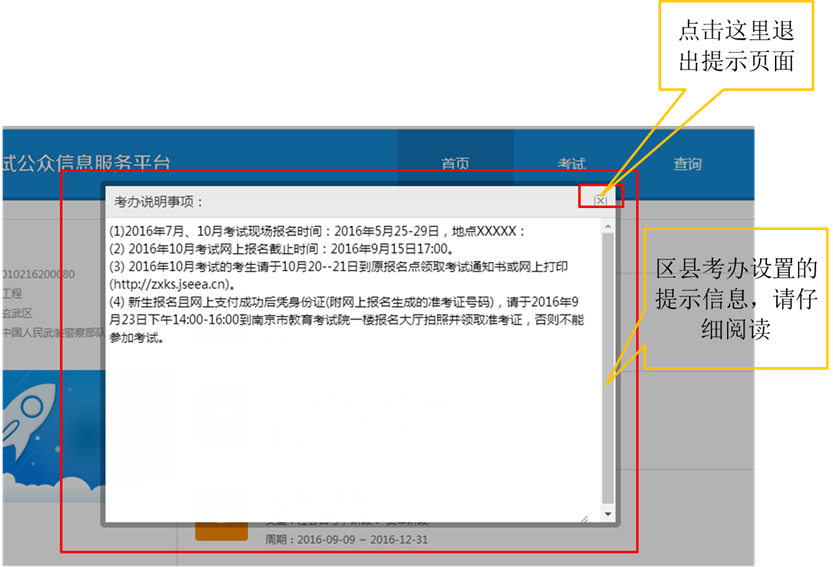 点击这里退
出提示页面
式公众信息服务平台
首页
考试
查询
考办说明事项：
(1)2016年7月、10月考试现场报名时间：2016年5月25-29日，地点XXXXX：
(2) 2016年10月考试网上报名截止时间：2016年9月15日17:00。
(3) 2016年10月考试的考生请于10月20--21日到原报名点领取考试通知书或网上打印
(http://zxks.jseea.cn)。
(4) 新生报名且网上支付成功后凭身份证(附网上报名生成的准考证号码)，请于2016年9
月23日下午14:00-16:00到南京市教育考试院一楼报名大厅拍照并领取准考证，否则不能
参加考试。
区县考办设置的
提示信息，请仔
细阅读
010216200080
工程
玄武区
中国人民武装警察部队
周期：2016-09-09 ~ 2016-12-31